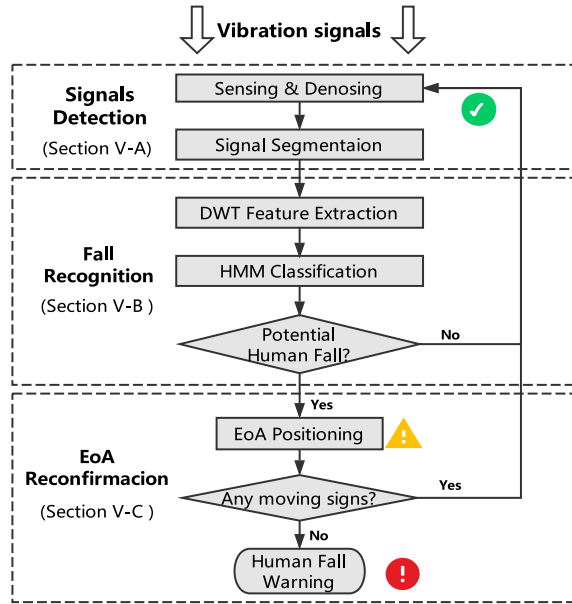 Vibration signals
Signals
Detection
(Section V-A)
Sensing & Denosing
Signal Segmentaion
Fall
Recognition
(Section V-B )
DWT Feature Extraction
HMM Classification
Potential
Human Fall?
No
Yes
EoA
Reconfirmacion
(Section V-C )
EoA Positioning
Any moving signs?
Yes
No
Human Fall
Warning